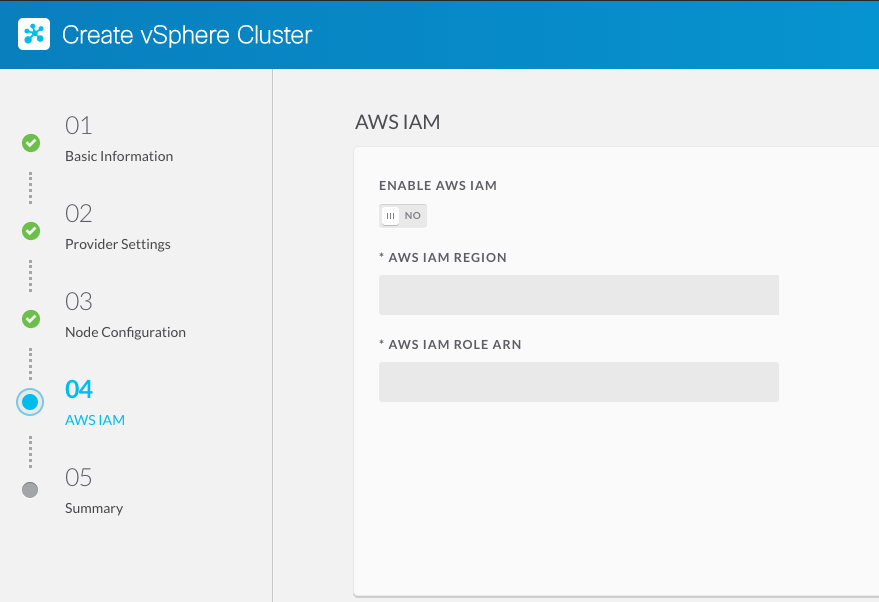 Create vSphere Cluster
01
Basic Information
02
Provider Settings
03
Node Configuration
04
AWS IAM
05
Summary
AWS IAM
ENABLE AWS IAM
NO
* AWS IAM REGION
* AWS IAM ROLE ARN